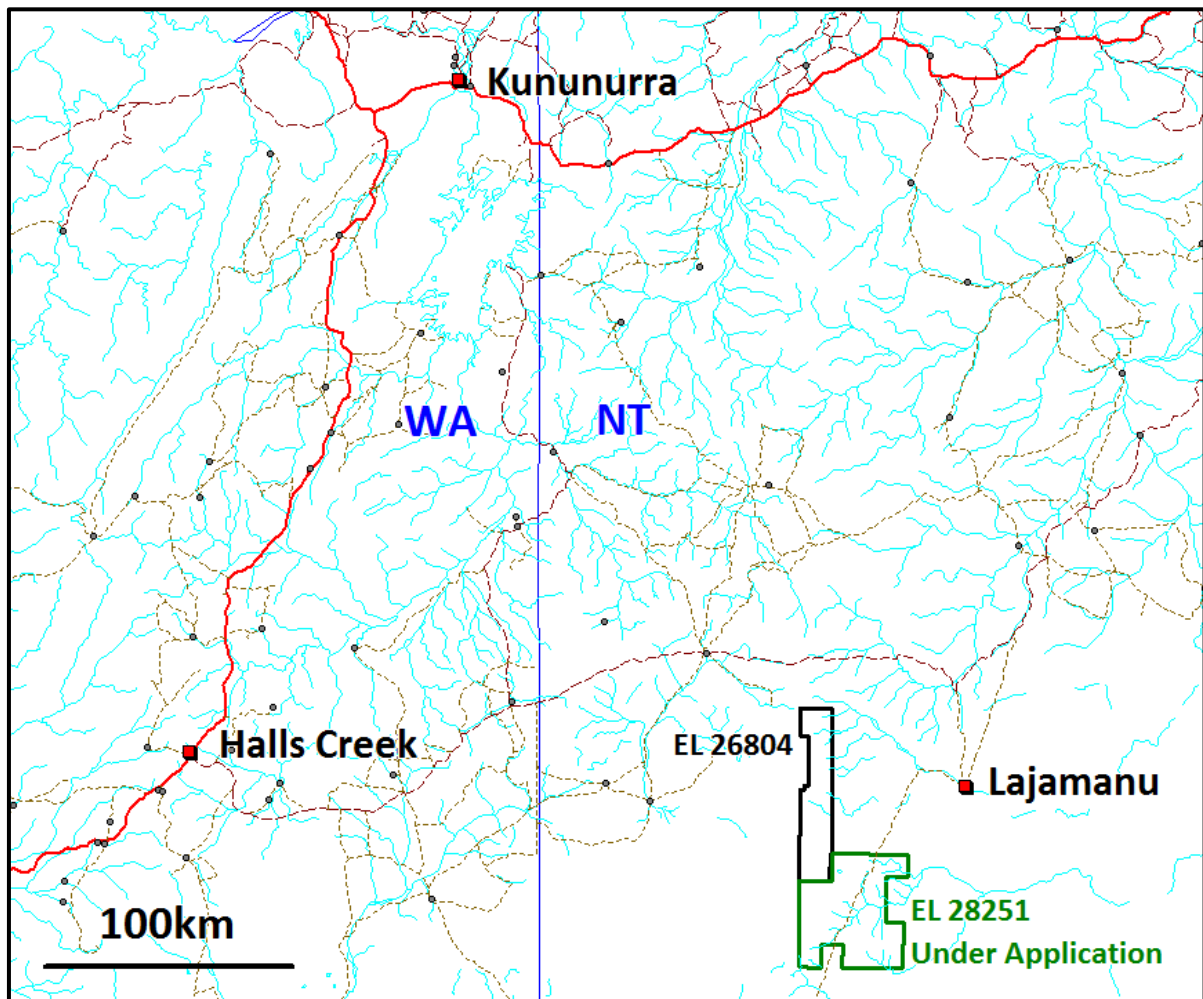 Kununurra
WA
NT
EL 26804
Halls Creek
Lajamanu
100km
EL 28251
Under Application